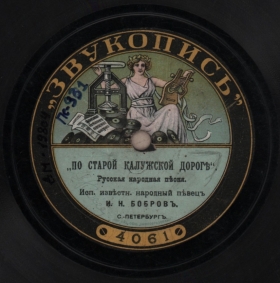 „ЗВУКОПИСЬ"
„ПО СТАРОЙ КАЛУЖСКОЙ ДОРОГѢ".
Русская народная пѣсня.
Исп. извѣстн. народный пѣвецъ
И. Н. БОБРОВЪ.
С.-ПЕТЕРБУРГЪ.
4061